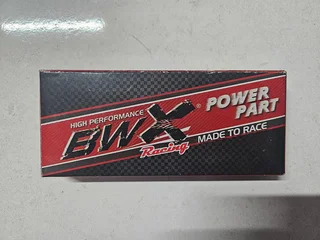 HIGH PERFORMANCE
BWX®
Racing
POWER
PART
MADE TO RACE